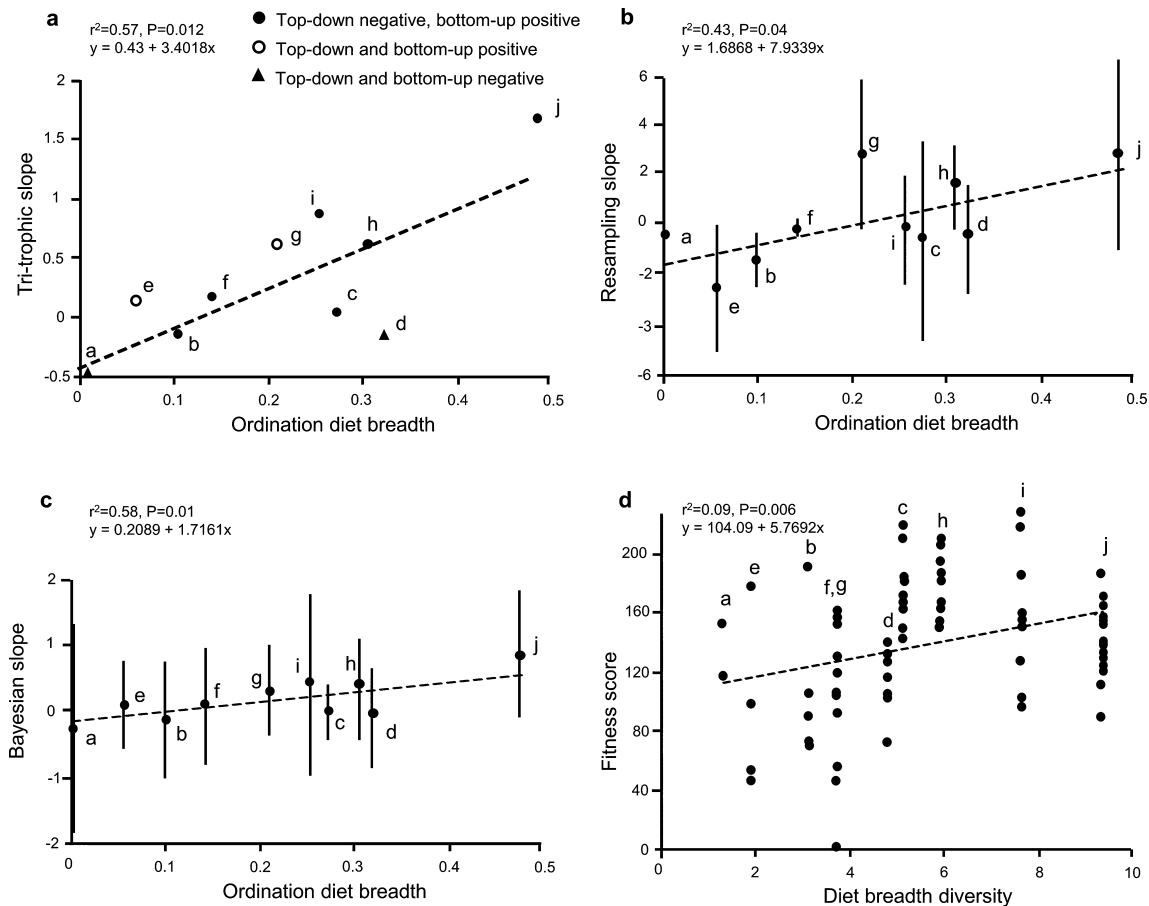 a
r²=0.57, P=0.012
y = 0.43 + 3.4018x
Top-down negative, bottom-up positive
Top-down and bottom-up positive
Top-down and bottom-up negative
Tri-trophic slope
2
1.5
1
0.5
0
-0.5
a
e
b
f
g
i
h
c
d
j
0
0.1
0.2
0.3
0.4
0.5
Ordination diet breadth
b
r²=0.43, P=0.04
y = 1.6868 + 7.9339x
Resampling slope
6
4
2
0
-2
-3
-6
a
e
b
f
g
i
c
h
d
j
0
0.1
0.2
0.3
0.4
0.5
Ordination diet breadth
c
r²=0.58, P=0.01
y = 0.2089 + 1.7161x
Bayesian slope
2
1
0
-1
-2
a
e
b
f
g
i
c
h
d
j
0
0.1
0.2
0.3
0.4
0.5
Ordination diet breadth
d
r²=0.09, P=0.006
y = 104.09 + 5.7692x
Fitness score
200
160
120
80
40
0
a
e
b
f,g
d
c
h
i
j
0
2
4
6
8
10
Diet breadth diversity